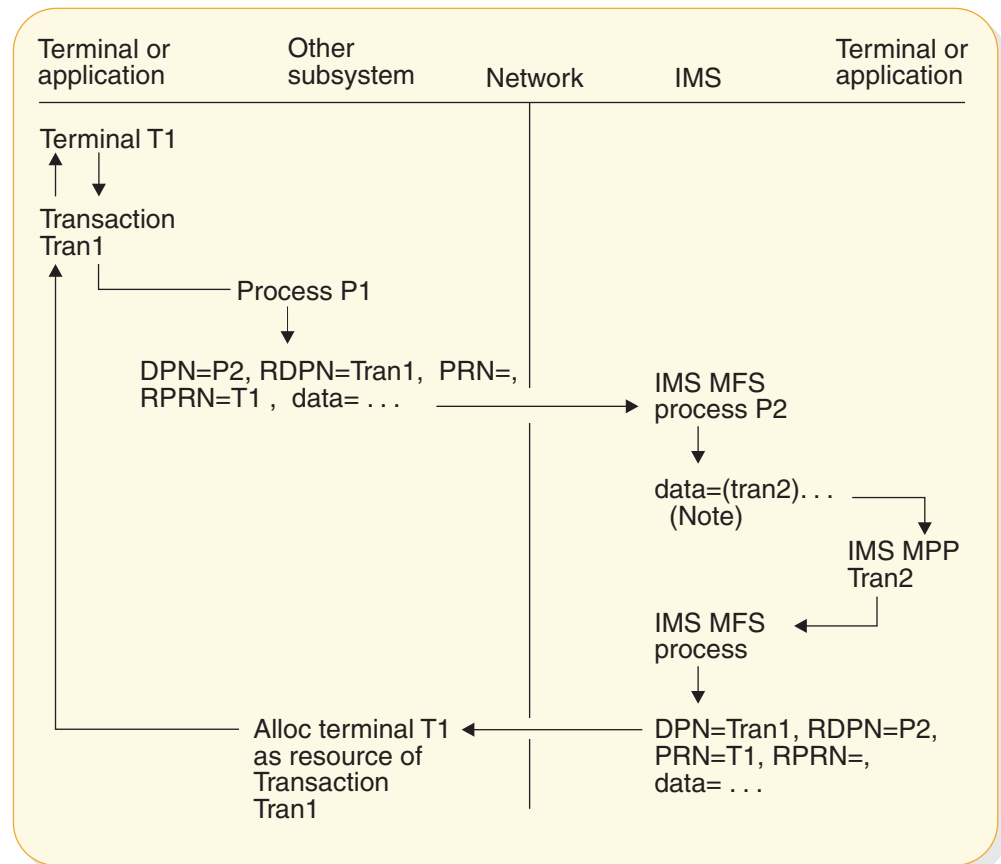 Terminal or
application
Other
subsystem
Network
IMS
Terminal or
application
Terminal T1
Transaction
Tran1
Process P1
DPN=P2, RDPN=Tran1, PRN=,
RPRN=T1 , data= . . .
IMS MFS
process P2
data=(tran2). . .
(Note)
IMS MPP
Tran2
IMS MFS
process
DPN=Tran1, RDPN=P2,
PRN=T1, RPRN=,
data= . . .
Alloc terminal T1
as resource of
Transaction
Tran1